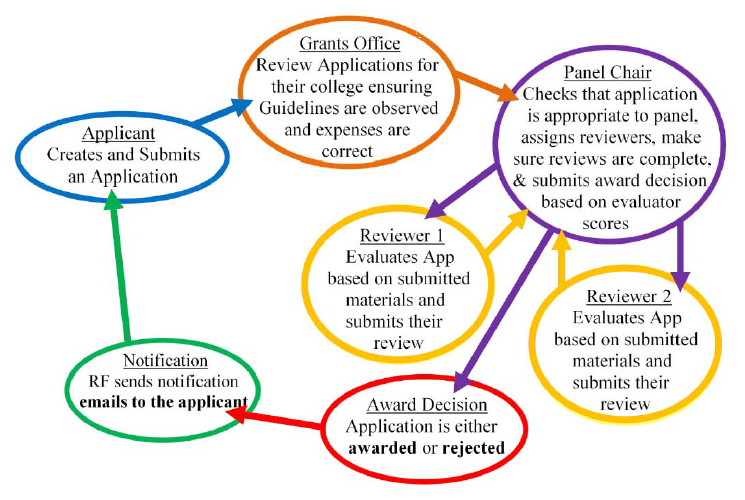 Grants Office
Review Applications for
their college ensuring
Guidelines are observed
and expenses are
correct
Panel Chair
Checks that application
is appropriate to panel,
assigns reviewers, make
sure reviews are complete,
& submits award decision
based on evaluator
scores
Applicant
Creates and Submits
an Application
Reviewer 1
Evaluates App
based on submitted
materials and
submits their
review
Reviewer 2
Evaluates App
based on submitted
materials and
submits their
review
Notification
RF sends notification
emails to the applicant
Award Decision
Application is either
awarded or rejected